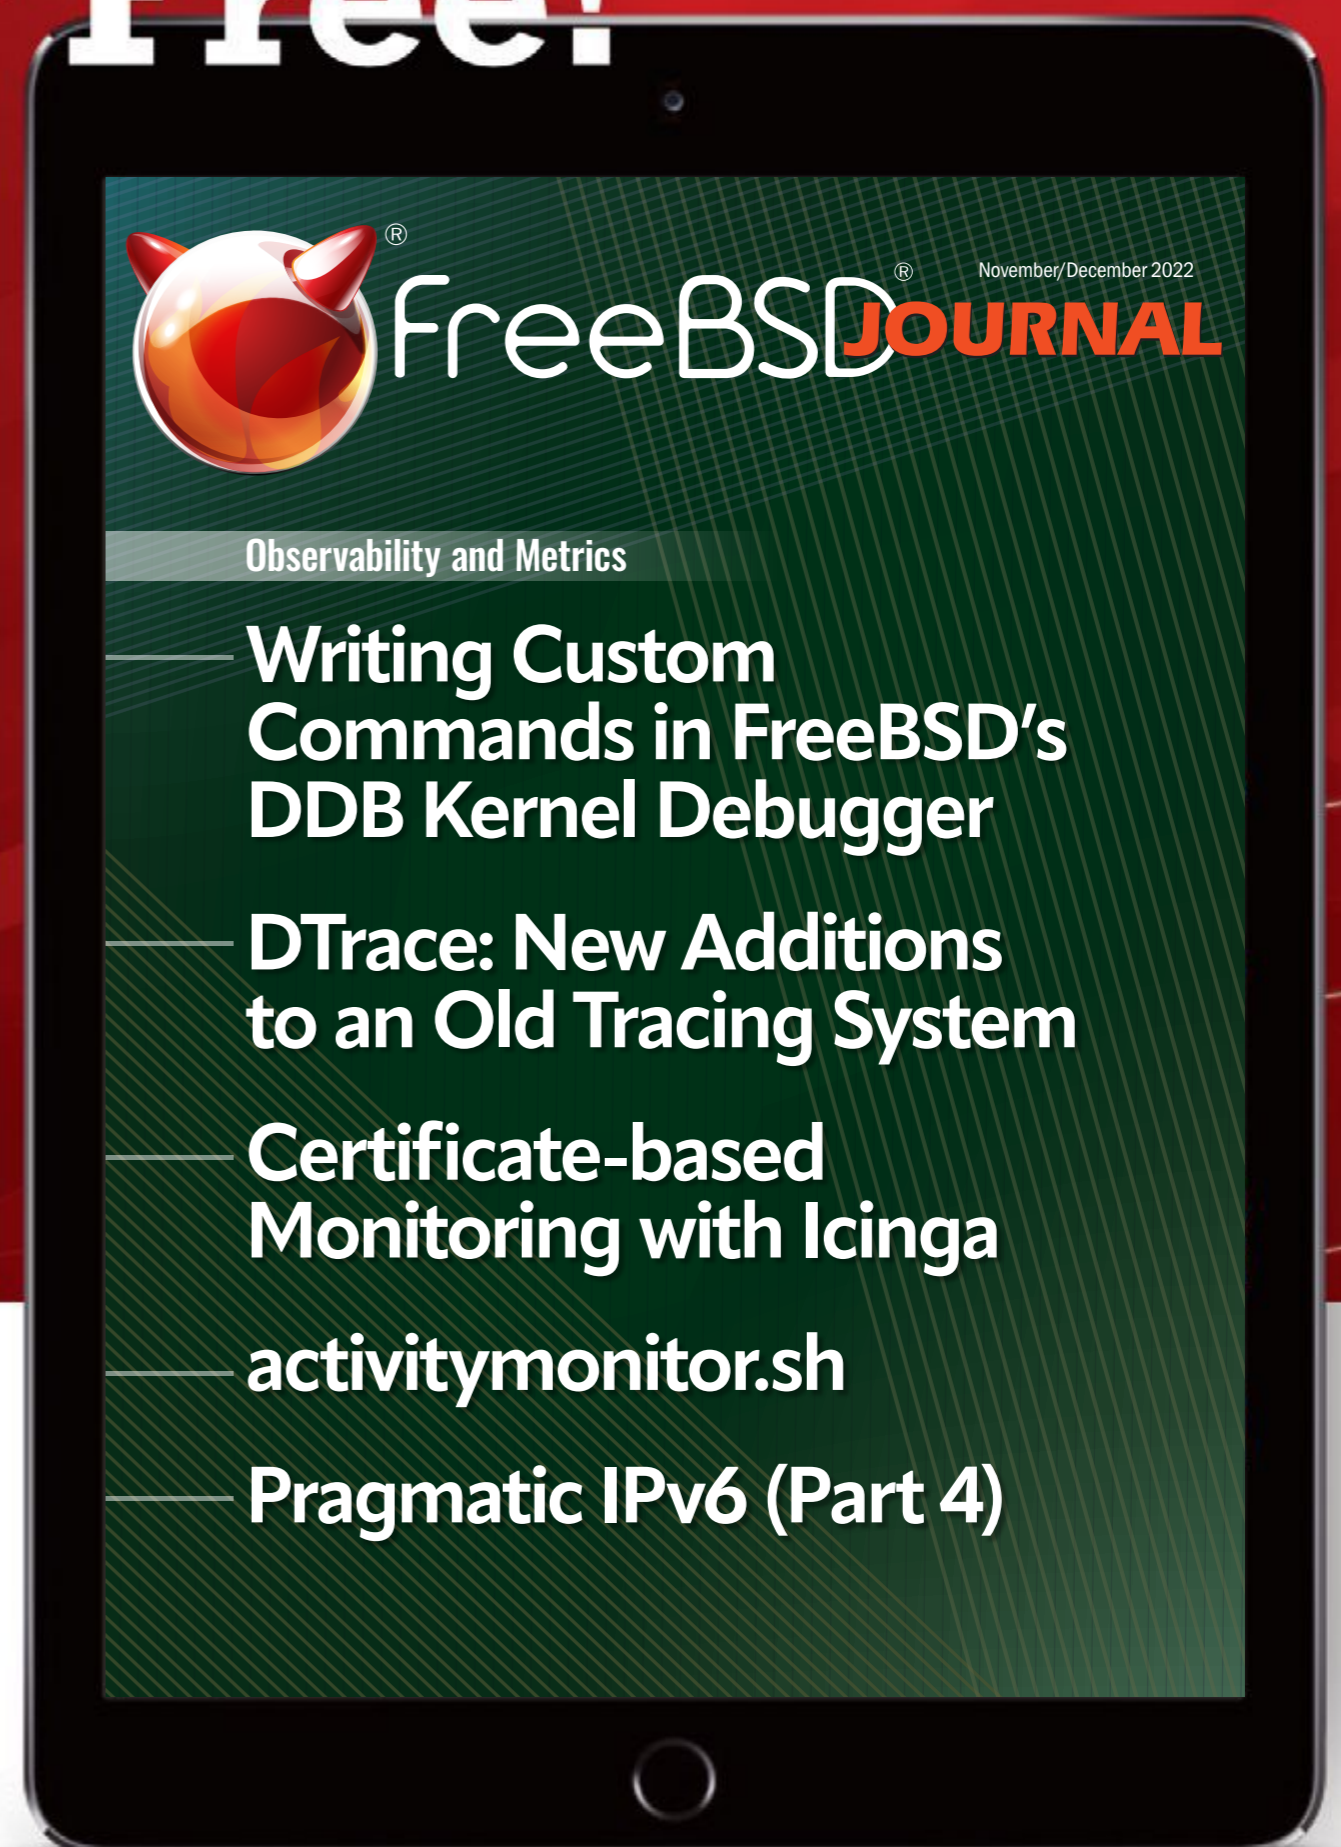 Free!
®
FreeBSD®
November/December 2022
JOURNAL
Observability and Metrics
Writing Custom
Commands in FreeBSD’s
DDB Kernel Debugger
DTrace: New Additions
to an Old Tracing System
Certificate-based
Monitoring with Icinga
activitymonitor.sh
Pragmatic IPv6 (Part 4)